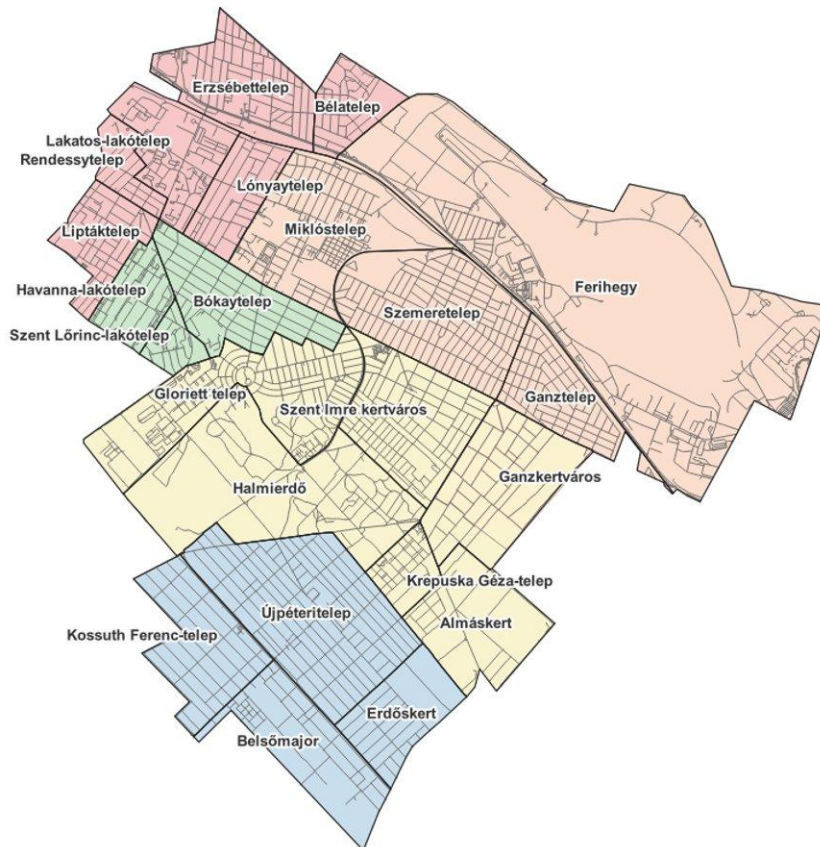 Erzsébettelep
Bélatelep
Lakatos-lakótelep
Rendessytelep
Lónyaytelep
Liptáktelep
Miklóstelep
Havanna-lakótelep
Bókaytelep
Ferihegy
Szemeretelep
Szent Lőrinc-lakótelep
Gloriett telep
Ganztelep
Szent Imre kertváros
Halmierdő
Ganzkertváros
Krepuska Géza-telep
Újpéteritelep
Almáskert
Kossuth Ferenc-telep
Erdőskert
Belsőmajor